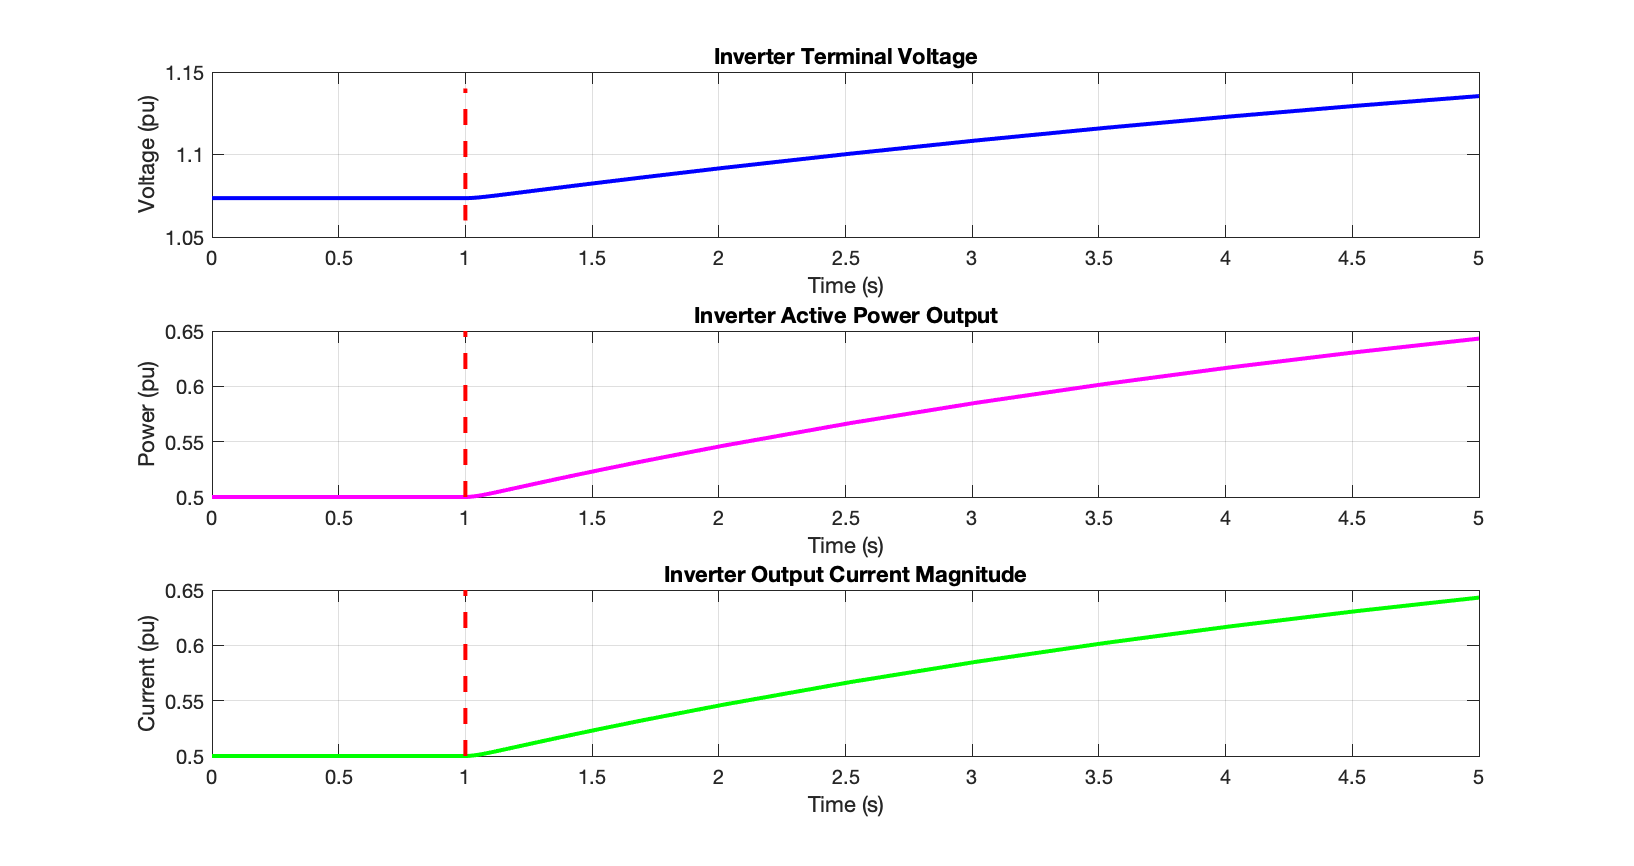 Inverter Terminal Voltage
Voltage (pu)
1.15
1.1
1.05
0 0.5 1 1.5 2 2.5 3 3.5 4 4.5 5
Time (s)
Inverter Active Power Output
Power (pu)
0.65
0.6
0.55
0.5
0 0.5 1 1.5 2 2.5 3 3.5 4 4.5 5
Time (s)
Inverter Output Current Magnitude
Current (pu)
0.65
0.6
0.55
0.5
0 0.5 1 1.5 2 2.5 3 3.5 4 4.5 5
Time (s)